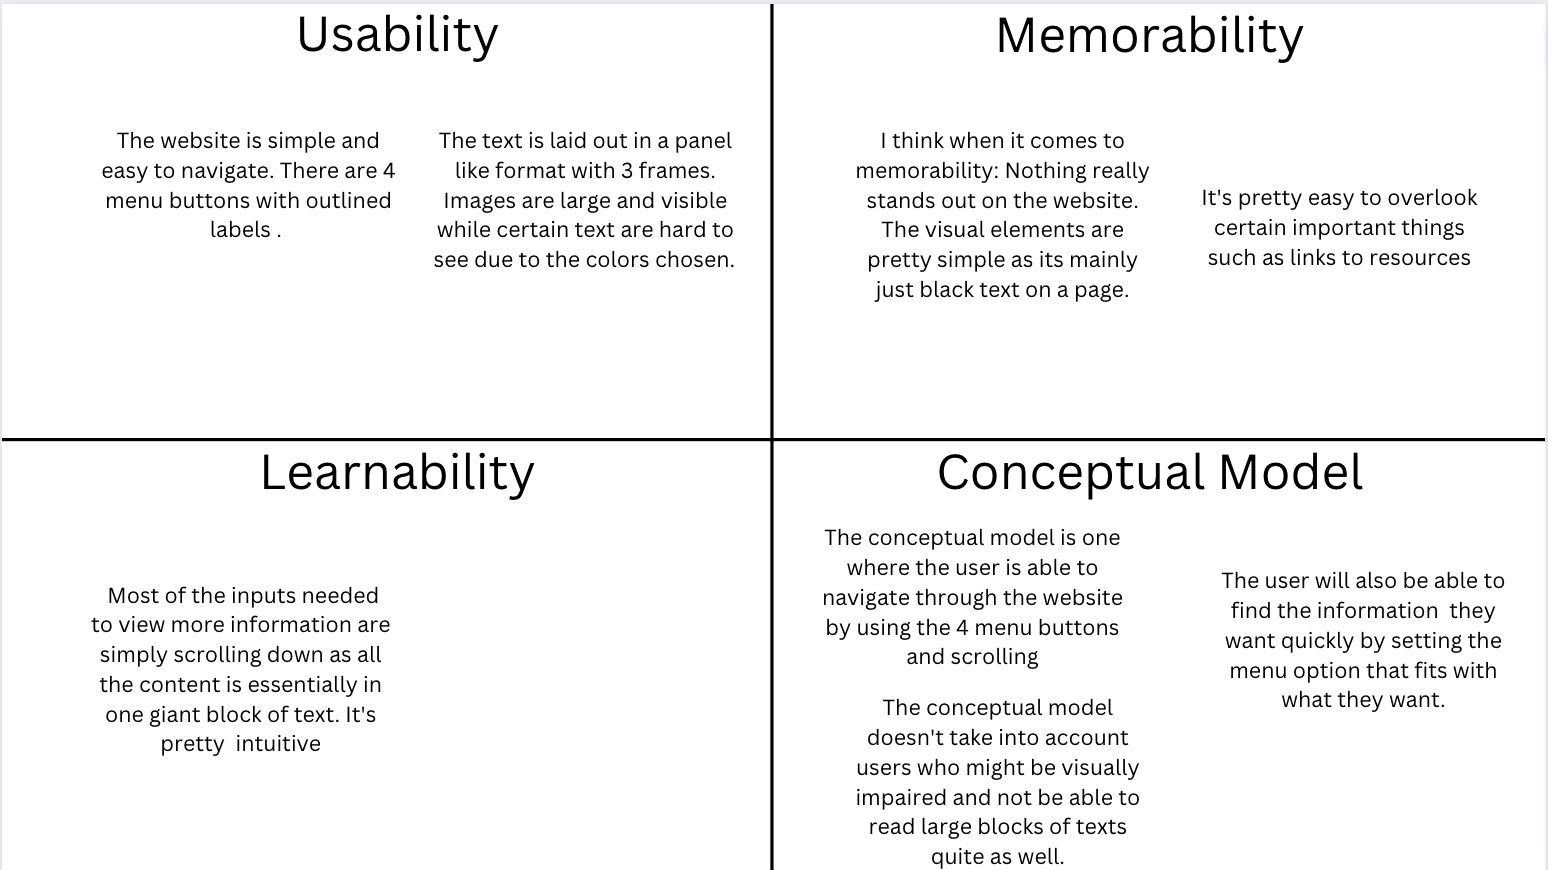 Usability
The website is simple and
easy to navigate. There are 4
menu buttons with outlined
labels .
The text is laid out in a panel
like format with 3 frames.
Images are large and visible
while certain text are hard to
see due to the colors chosen.
Memorability
I think when it comes to
memorability: Nothing really
stands out on the website.
The visual elements are
pretty simple as its mainly
just black text on a page.
It's pretty easy to overlook
certain important things
such as links to resources
Learnability
Most of the inputs needed
to view more information are
simply scrolling down as all
the content is essentially in
one giant block of text. It's
pretty  intuitive
Conceptual Model
The conceptual model is one
where the user is able to
navigate through the website
by using the 4 menu buttons
and scrolling
The conceptual model
doesn't take into account
users who might be visually
impaired and not be able to
read large blocks of texts
quite as well.
The user will also be able to
find the information  they
want quickly by setting the
menu option that fits with
what they want.